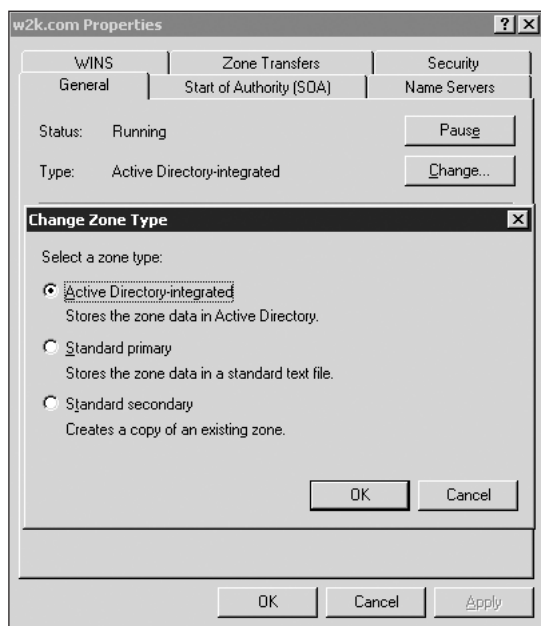 w2k.com Properties
WINS Zone Transfers Security
General Start of Authority (SOA) Name Servers
Status: Running Pause
Type: Active Directory-integrated Change...
Change Zone Type
Select a zone type:
Active Directory-integrated
Stores the zone data in Active Directory.
Standard primary
Stores the zone data in a standard text file.
Standard secondary
Creates a copy of an existing zone.
OK Cancel
OK Cancel Apply